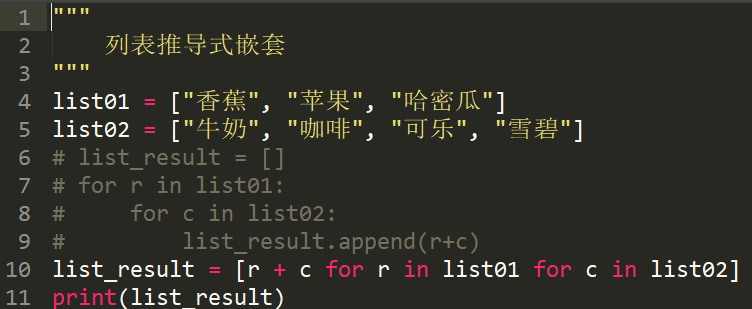 1 """
2     列表推导式嵌套
3 """
4 list01 = ["香蕉", "苹果", "哈密瓜"]
5 list02 = ["牛奶", "咖啡", "可乐", "雪碧"]
6 # list_result = []
7 # for r in list01:
8 #     for c in list02:
9 #         list_result.append(r+c)
10 list_result = [r + c for r in list01 for c in list02]
11 print(list_result)